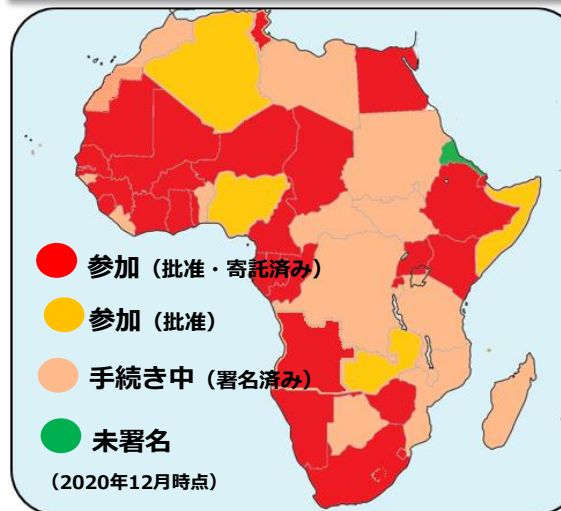 参加（批准・寄託済み）
参加（批准）
手続き中（署名済み）
未署名
（2020年12月時点）